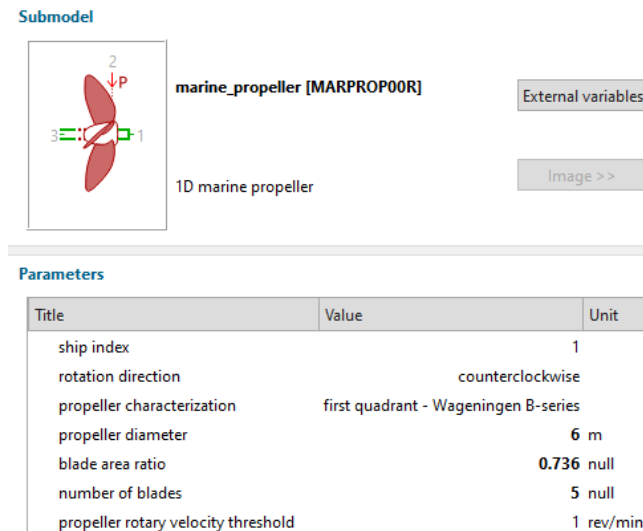 Submodel
2
P
3
1
marine_propeller [MARPROP00R]
External variables
1D marine propeller
Image >>
Parameters
Title Value Unit
ship index 1
rotation direction counterclockwise
propeller characterization first quadrant - Wageningen B-series
propeller diameter 6 m
blade area ratio 0.736 null
number of blades 5 null
propeller rotary velocity threshold 1 rev/min